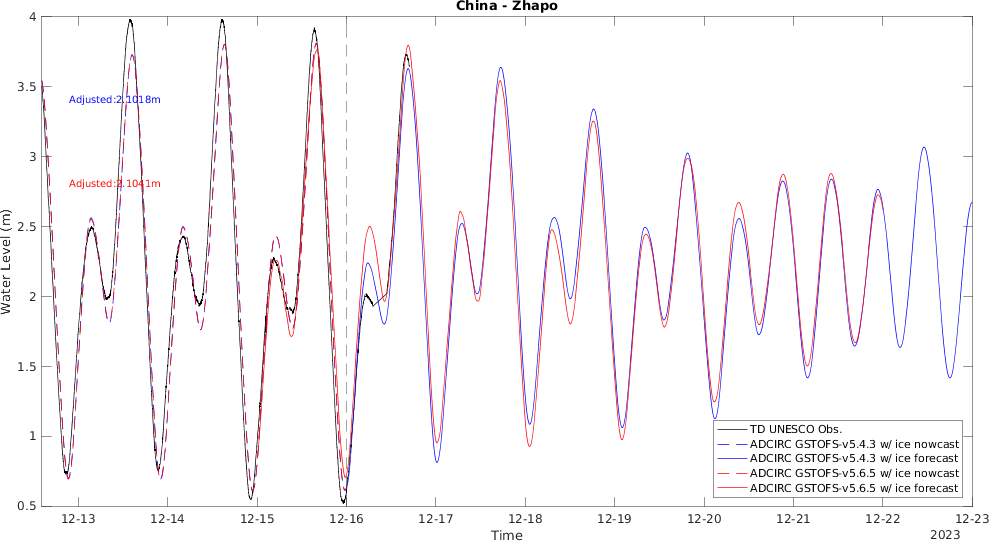 China - Zhapo
4
3.5
3
2.5
2
1.5
1
0.5
Water Level (m)
Adjusted:2.1018m
Adjusted:2.1041m
TD UNESCO Obs.
ADCIRC GSTOFS-v5.4.3 w/ ice nowcast
ADCIRC GSTOFS-v5.4.3 w/ ice forecast
ADCIRC GSTOFS-v5.6.5 w/ ice nowcast
ADCIRC GSTOFS-v5.6.5 w/ ice forecast
12-13 12-14 12-15 12-16 12-17 12-18 12-19 12-20 12-21 12-22 12-23
Time
2023